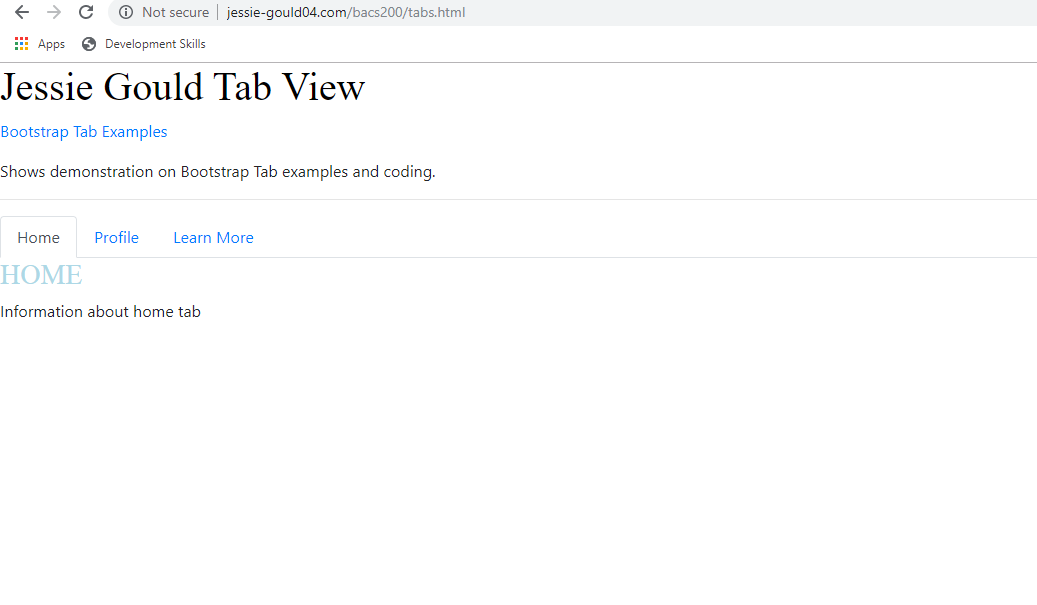 Not secure | jessie-gould04.com/bacs200/tabs.html
Apps Development Skills
Jessie Gould Tab View
Bootstrap Tab Examples
Shows demonstration on Bootstrap Tab examples and coding.
Home Profile Learn More
HOME
Information about home tab